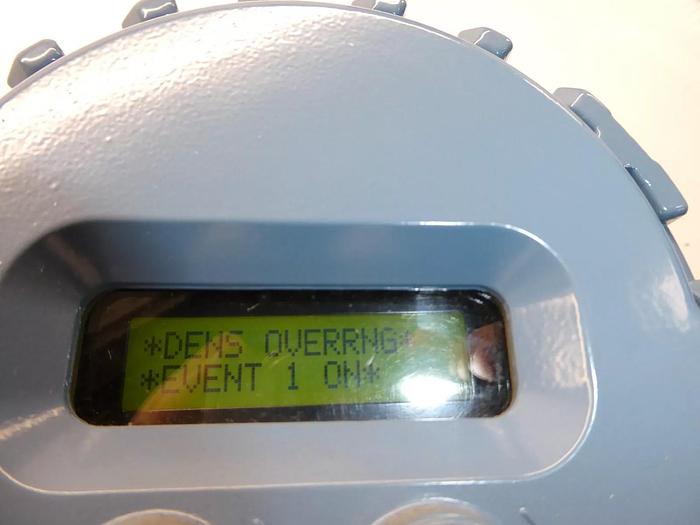 *DENS OVERRNG*
*EVENT 1 ON*